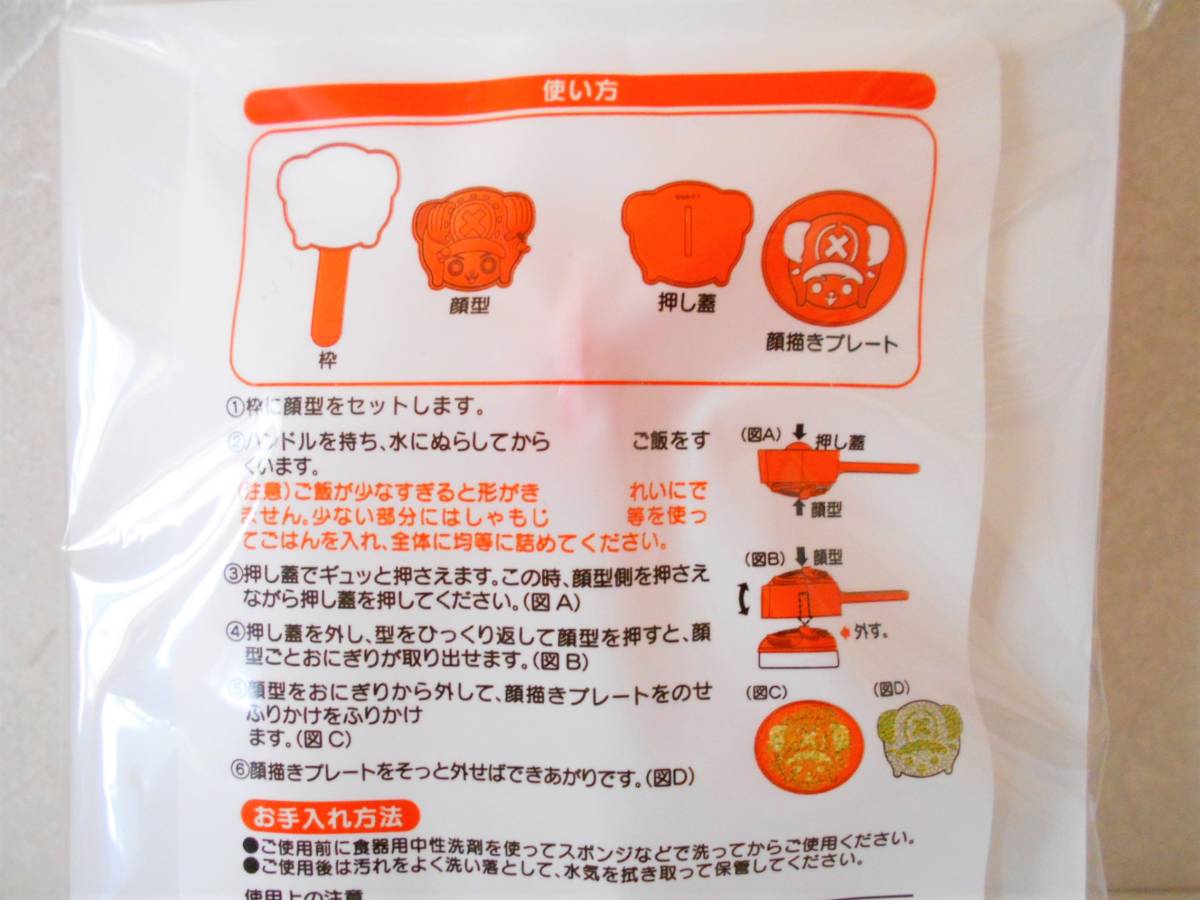 使い方
枠
顔型
押し蓋
顔描きプレート
①枠に顔型をセットします。
②ハンドルを持ち、水にぬらしてから ご飯をす
くいます。
(注意)ご飯が少なすぎると形がき れいにで
ません。少ない部分にはしゃもじ 等を使っ
てごはんを入れ、全体に均等に詰めてください。
③押し蓋でギュッと押さえます。この時、顔型側を押さえ
ながら押し蓋を押してください。(図A)
④押し蓋を外し、型をひっくり返して顔型を押すと、顔
型ごとおにぎりが取り出せます。(図B)
⑤顔型をおにぎりから外して、顔描きプレートをのせ
ふりかけをふりかけ
ます。(図C)
⑥顔描きプレートをそっと外せばできあがりです。(図D)
(図A)
押し蓋
顔型
(図B)
顔型
外す。
(図C)
(図D)
お手入れ方法
●ご使用前に食器用中性洗剤を使ってスポンジなどで洗ってからご使用ください。
●ご使用後は汚れをよく洗い落として、水気を拭き取って保管してください。
使用上の注意